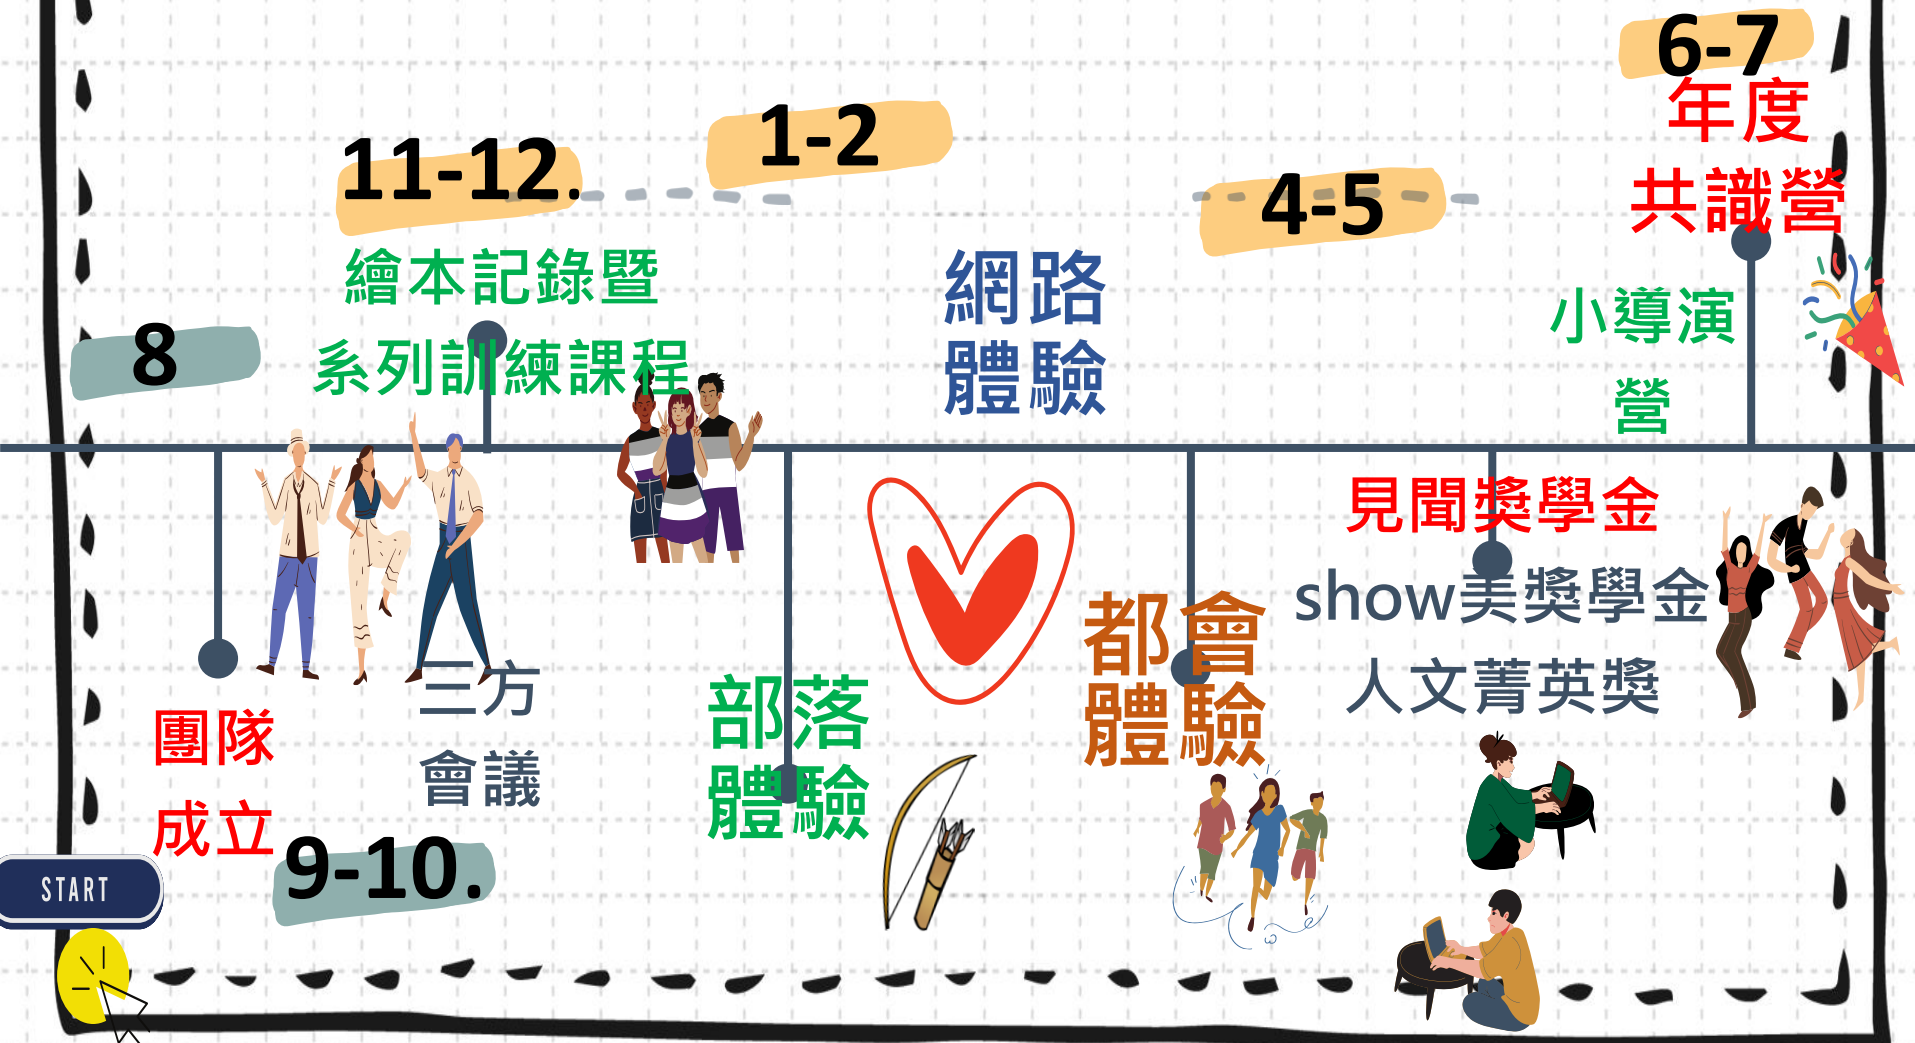 8
團隊
成立
START
9-10.
三方
會議
11-12.
繪本記錄暨
系列訓練課程
1-2
部落
體驗
網路
體驗
都會
體驗
4-5
見聞獎學金
show美獎學金
人文菁英獎
6-7
年度
共識營
小導演
營